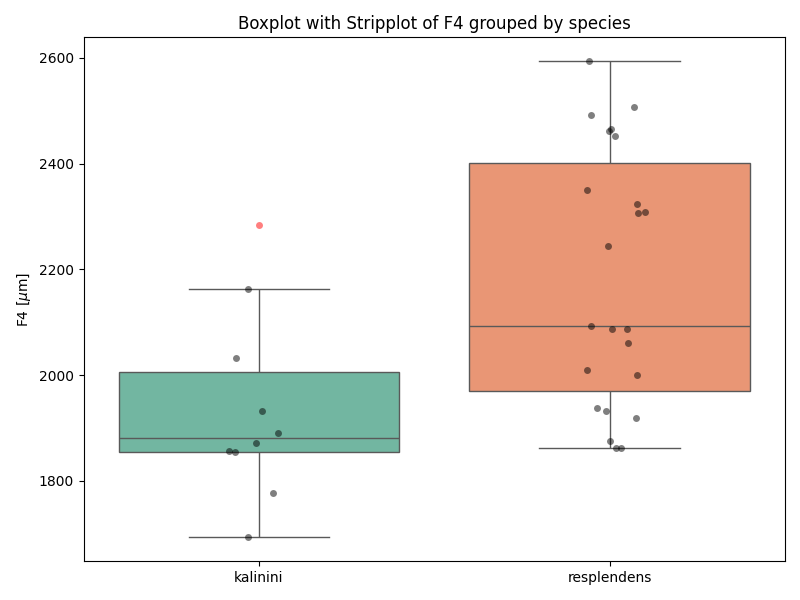 Boxplot with Stripplot of F4 grouped by species
2600
2400
2200
2000
1800
F4 [μm]
kalinini
resplendens